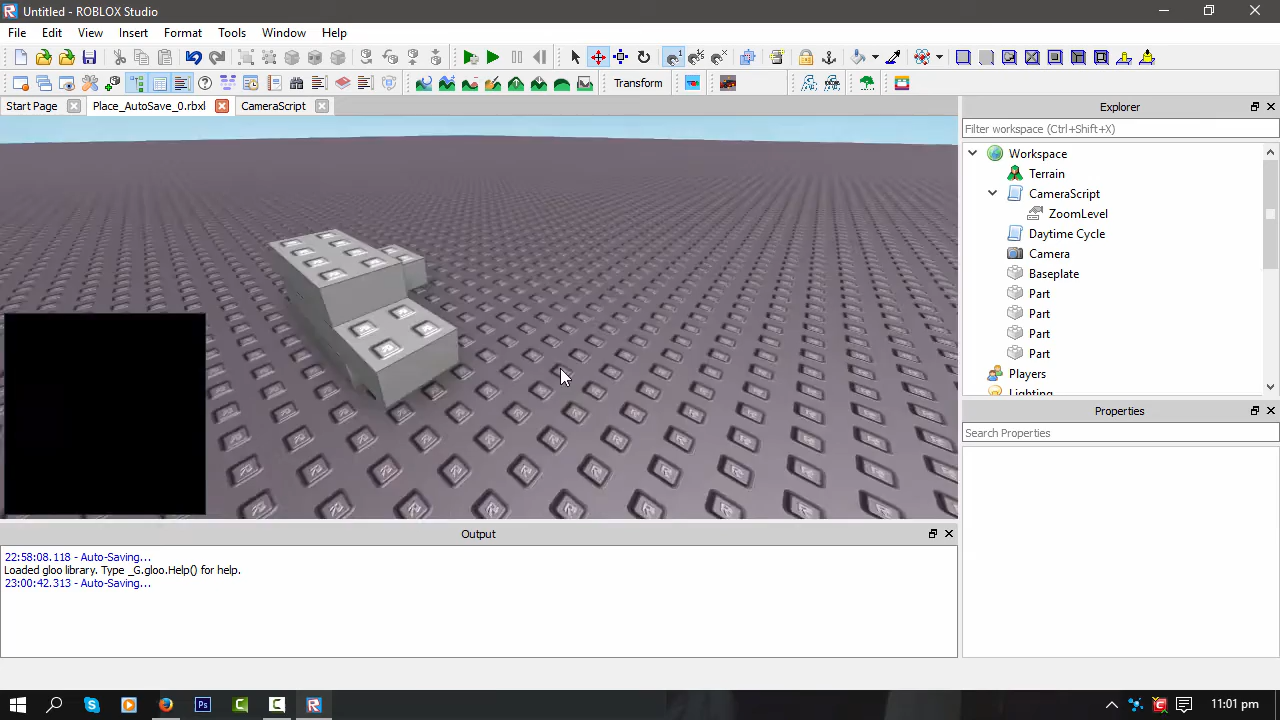 Untitled - ROBLOX Studio
File Edit View Insert Format Tools Window Help
Transform
Start Page Place_AutoSave_0.rbxl CameraScript
Explorer
Filter workspace (Ctrl+Shift+X)
Workspace
Terrain
CameraScript
ZoomLevel
Daytime Cycle
Camera
Baseplate
Part
Part
Part
Part
Players
Lighting
Properties
Search Properties
Output
22:58:08.118 - Auto-Saving...
Loaded gloo library. Type _G.gloo.Help() for help.
23:00:42.313 - Auto-Saving...
11:01 pm